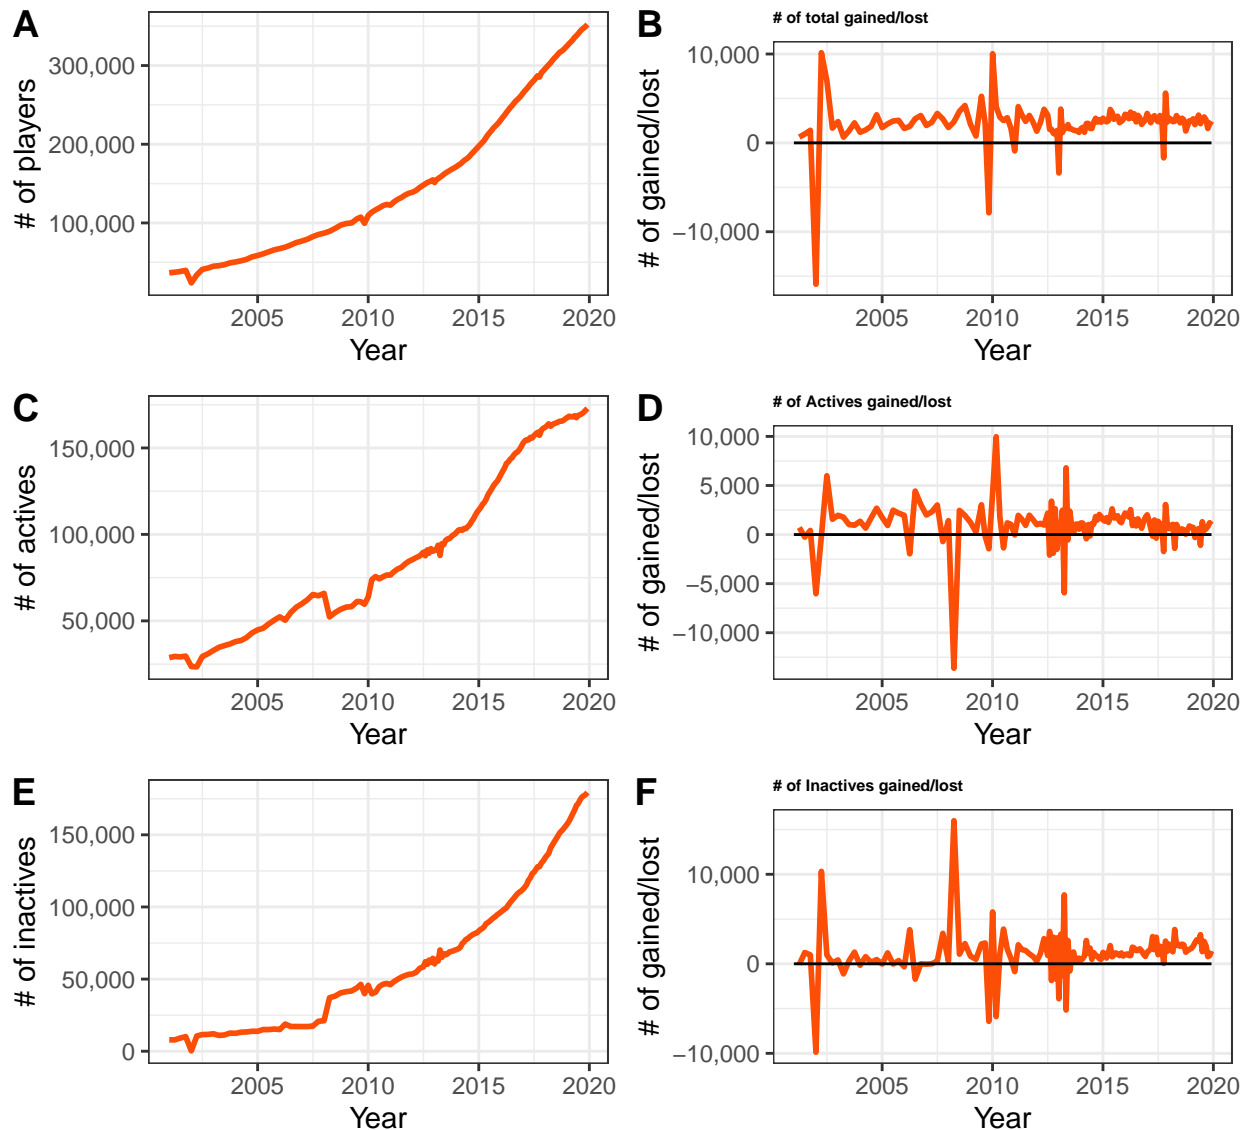 A
# of players
300,000
200,000
100,000
2005 2010 2015 2020
Year
B
# of total gained/lost
# of gained/lost
10,000
0
−10,000
2005 2010 2015 2020
Year
C
# of actives
150,000
100,000
50,000
2005 2010 2015 2020
Year
D
# of Actives gained/lost
# of gained/lost
10,000
5,000
0
−5,000
−10,000
2005 2010 2015 2020
Year
E
# of inactives
150,000
100,000
50,000
0
2005 2010 2015 2020
Year
F
# of Inactives gained/lost
# of gained/lost
10,000
0
−10,000
2005 2010 2015 2020
Year